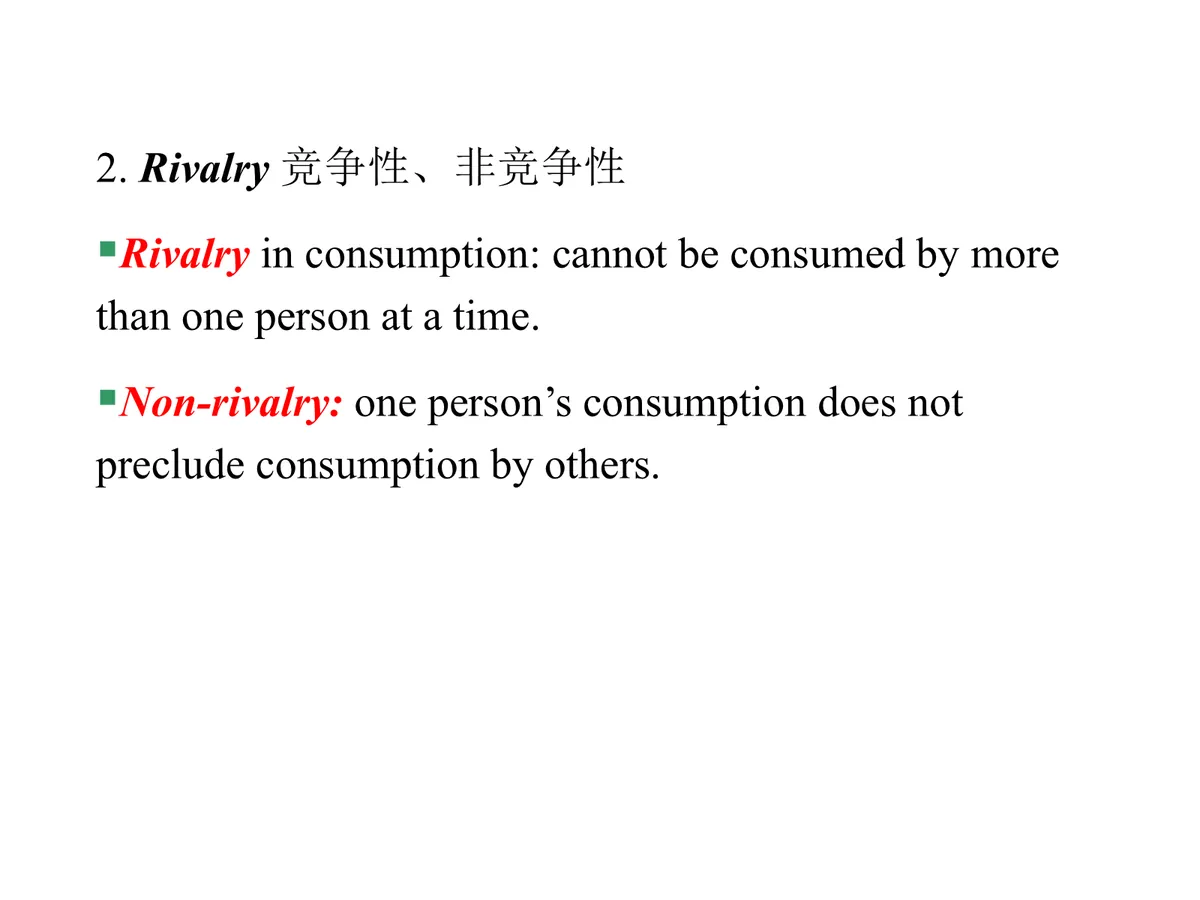 2. Rivalry 竞争性、非竞争性
▪Rivalry in consumption: cannot be consumed by more
than one person at a time.
▪Non-rivalry: one person’s consumption does not
preclude consumption by others.